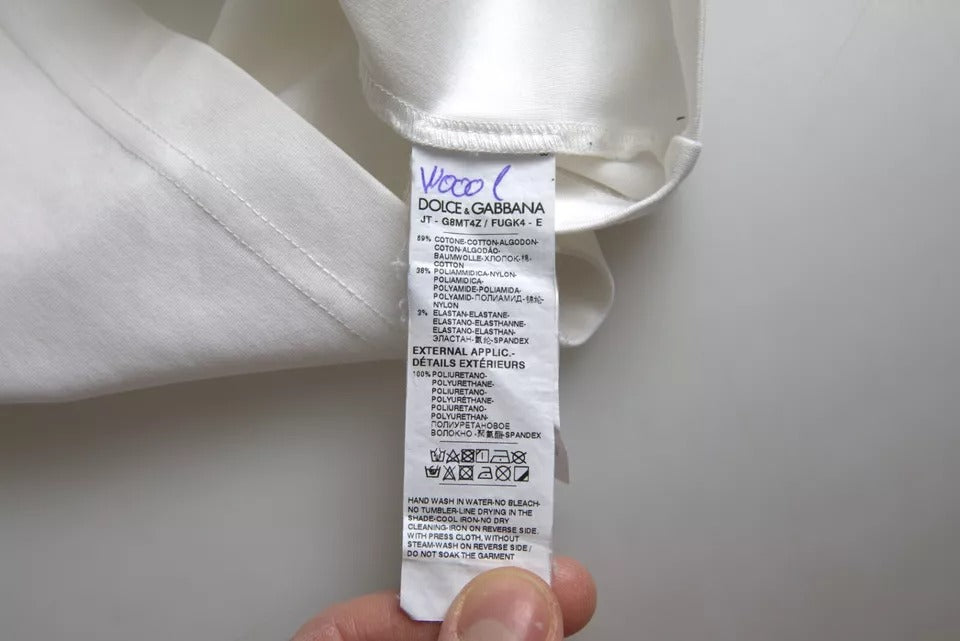 WOOOL
DOLCE & GABBANA
JT - G8MT4Z / FUGK4 - E
59% COTONE-COTTON-ALGODON-
COTON-ALGODÃO-
BAUMWOLLE-ХЛОПОК-棉-
COTTON
38% POLIAMMIDICA-NYLON-
POLIAMIDICA-
POLYAMIDE-POLIAMIDA-
POLYAMID-ПОЛИАМИД-锦纶-
NYLON
3% ELASTAN-ELASTANE-
ELASTANO-ELASTHANNE-
ELASTANO-ELASTHAN-
ЭЛАСТАН-氨纶-SPANDEX
EXTERNAL APPLIC.-
DÉTAILS EXTÉRIEURS
100% POLIURETANO-
POLYURETHANE-
POLIURETANO-
POLYURÉTHANE-
POLIURETANO-
POLYURETHAN-
ПОЛИУРЕТАНОВОЕ
ВОЛОКНО-聚氨酯-SPANDEX
HAND WASH IN WATER-NO BLEACH-
NO TUMBLER-LINE DRYING IN THE
SHADE-COOL IRON-NO DRY
CLEANING-IRON ON REVERSE SIDE
WITH PRESS CLOTH, WITHOUT
STEAM-WASH ON REVERSE SIDE /
DO NOT SOAK THE GARMENT